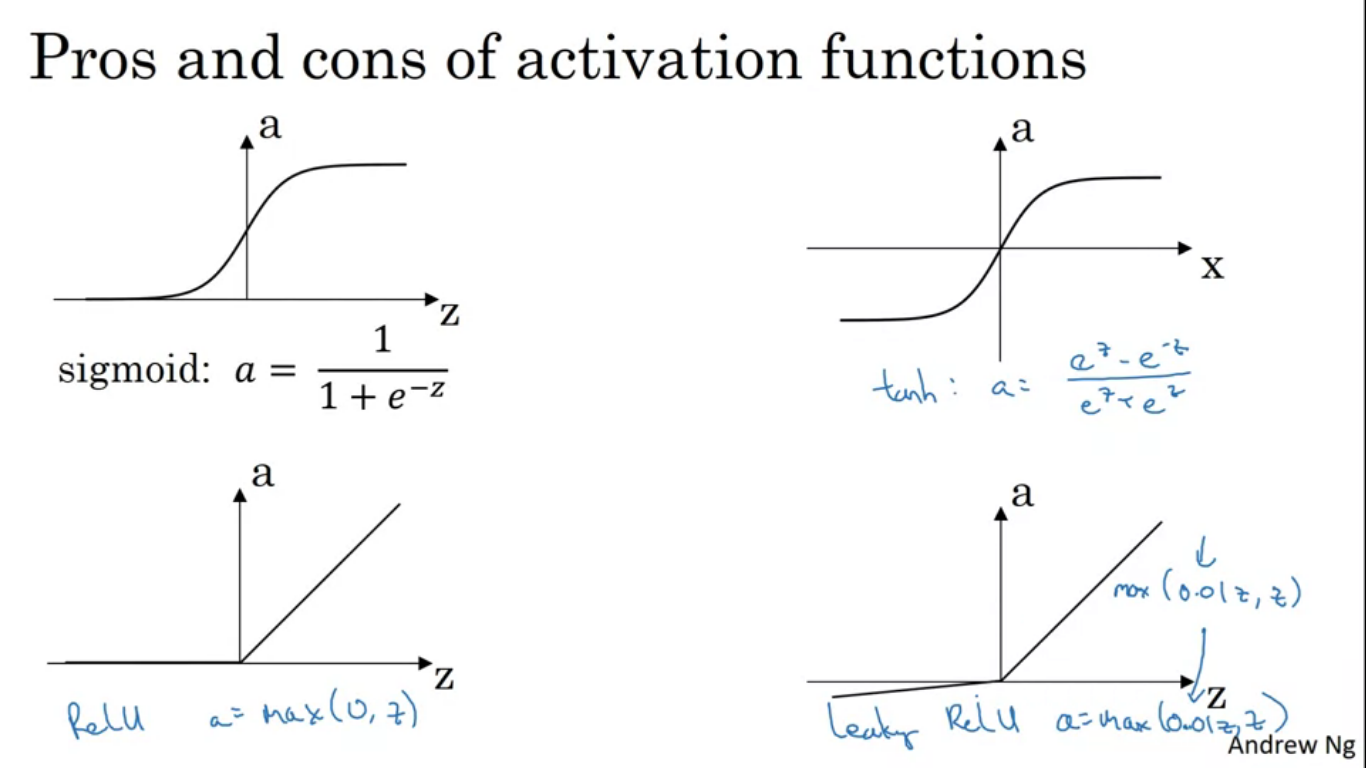 Pros and cons of activation functions
a
z
sigmoid: a = 1 / (1 + e^{-z})
a
x
tanh: a = (e^z - e^{-z}) / (e^z + e^z)
a
z
ReLU a = max(0, z)
a
max(0.01z, z)
z
Leaky ReLU a = max(0.01z, z)
Andrew Ng